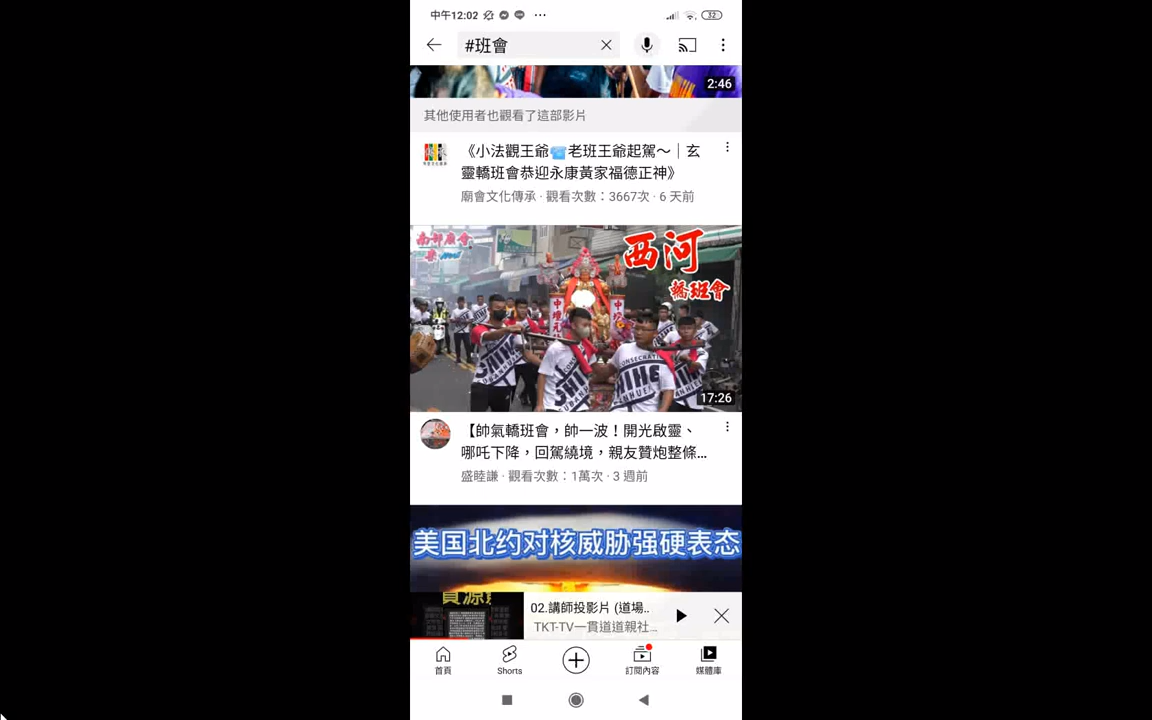 中午12:02
32
#班會
2:46
其他使用者也觀看了這部影片
《小法觀王爺👕老班王爺起駕～｜玄
靈轎班會恭迎永康黃家福德正神》
廟會文化傳承 · 觀看次數：3667次 · 6 天前
南部廟會
西河
轎班會
17:26
【帥氣轎班會，帥一波！開光啟靈、
哪吒下降，回駕繞境，親友贊炮整條...
盛睦謙 · 觀看次數：1萬次 · 3 週前
美国北约对核威胁强硬表态
02.講師投影片 (道場..
TKT-TV一貫道道親社...
首頁
Shorts
訂閱內容
媒體庫